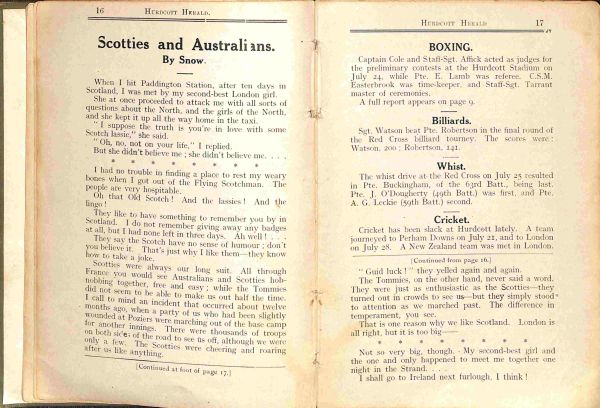 16
HURDCOTT HERALD.
Scotties and Australians.
By Snow.
When I hit Paddington Station, after ten days in
Scotland, I was met by my second-best London girl.
She at once proceeded to attack me with all sorts of
questions about the North, and the girls of the North,
and she kept it up all the way home in the taxi.
" I suppose the truth is you're in love with some
Scotch lassie," she said.
" Oh, no, not on your life," I replied.
But she didn't believe me ; she didn't believe me. . . .
* * * * * * * * *
I had no trouble in finding a place to rest my weary
bones when I got out of the Flying Scotchman. The
people are very hospitable.
Oh that Old Scotch ! And the lassies! And the
lingo !
They like to have something to remember you by in
Scotland. I do not remember giving away any badges
at all, but I had none left in three days. Ah well ! . . .
They say the Scotch have no sense of humour ; don't
you believe it. That's just why I like them—they know
how to take a joke.
Scotties were always our long suit. All through
France you would see Australians and Scotties hob-
nobbing together, free and easy ; while the Tommies
did not seem to be able to make us out half the time.
I call to mind an incident that occurred about twelve
months ago, when a party of us who had been slightly
wounded at Poziers were marching out of the base camp
for another innings. There were thousands of troops
on both sides of the road to see us off, although we were
only a few. The Scotties were cheering and roaring
after us like anything.
[Continued at foot of page 17.]
HURDCOTT HERALD
17
BOXING.
Captain Cole and Staff-Sgt. Affick acted as judges for
the preliminary contests at the Hurdcott Stadium on
July 24, while Pte. E. Lamb was referee. C.S.M.
Easterbrook was time-keeper, and Staff-Sgt. Tarrant
master of ceremonies.
A full report appears on page 9.
Billiards.
Sgt. Watson beat Pte. Robertson in the final round of
the Red Cross billiard tourney. The scores were :
Watson, 200 ; Robertson, 141.
Whist.
The whist drive at the Red Cross on July 25 resulted
in Pte. Buckingham, of the 63rd Batt., being last.
Pte. J. O'Dougherty (49th Batt.) was first, and Pte.
A. G. Leckie (59th Batt.) second.
Cricket.
Cricket has been slack at Hurdcott lately. A team
journeyed to Perham Downs on July 21, and to London
on July 28. A New Zealand team was met in London.
[Continued from page 16.]
" Guid luck ! " they yelled again and again.
The Tommies, on the other hand, never said a word.
They were just as enthusiastic as the Scotties—they
turned out in crowds to see us—but they simply stood
to attention as we marched past. The difference in
temperament, you see.
That is one reason why we like Scotland. London is
all right, but it is too big——
* * * * * * * *
Not so very big, though. My second-best girl and
the one and only happened to meet me together one
night in the Strand. . . .
I shall go to Ireland next furlough, I think !